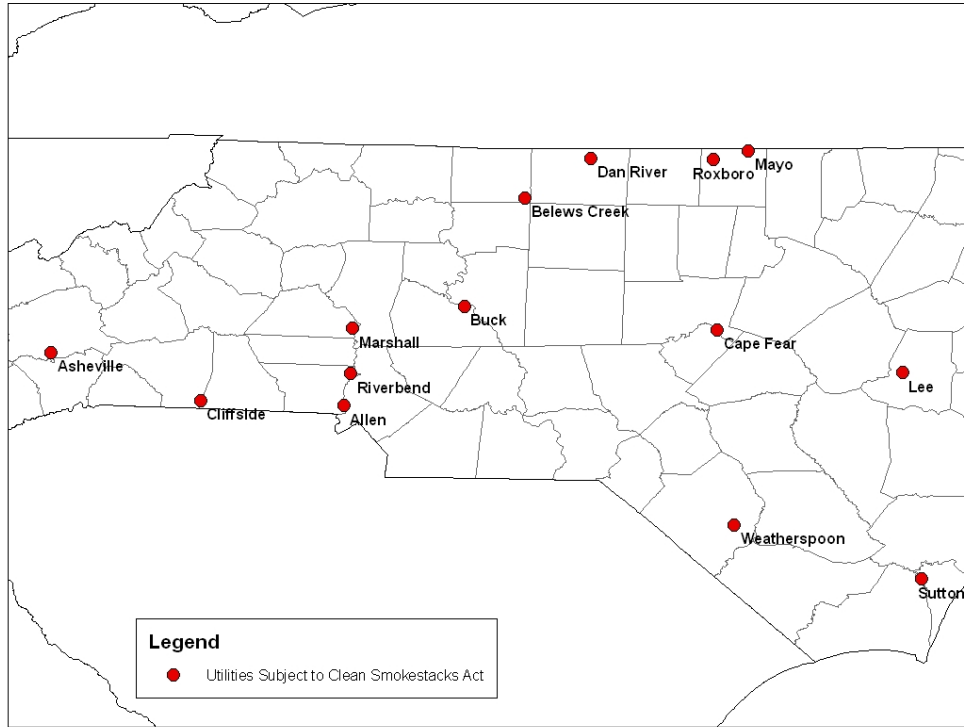 Mayo
Dan River
Roxboro
Belews Creek
Buck
Marshall
Cape Fear
Asheville
Riverbend
Lee
Cliffside
Allen
Weatherspoon
Sutton
Legend
Utilities Subject to Clean Smokestacks Act